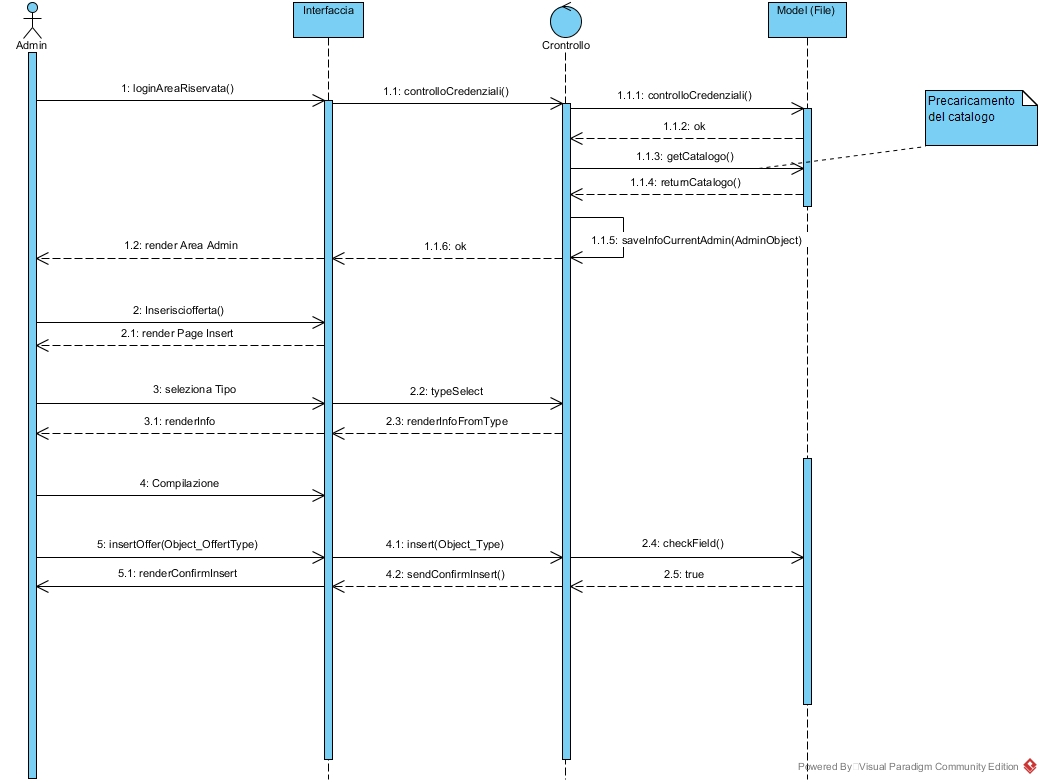 Interfaccia
Model (File)
Admin
Crontrollo
1: loginAreaRiservata()
1.1: controlloCredenziali()
1.1.1: controlloCredenziali()
Precaricamento
del catalogo
1.1.2: ok
1.1.3: getCatalogo()
1.1.4: returnCatalogo()
1.1.5: saveInfoCurrentAdmin(AdminObject)
1.2: render Area Admin
1.1.6: ok
2: Inserisciofferta()
2.1: render Page Insert
3: seleziona Tipo
2.2: typeSelect
3.1: renderInfo
2.3: renderInfoFromType
4: Compilazione
5: insertOffer(Object_OffertType)
4.1: insert(Object_Type)
2.4: checkField()
5.1: renderConfirmInsert
4.2: sendConfirmInsert()
2.5: true
Powered By Visual Paradigm Community Edition